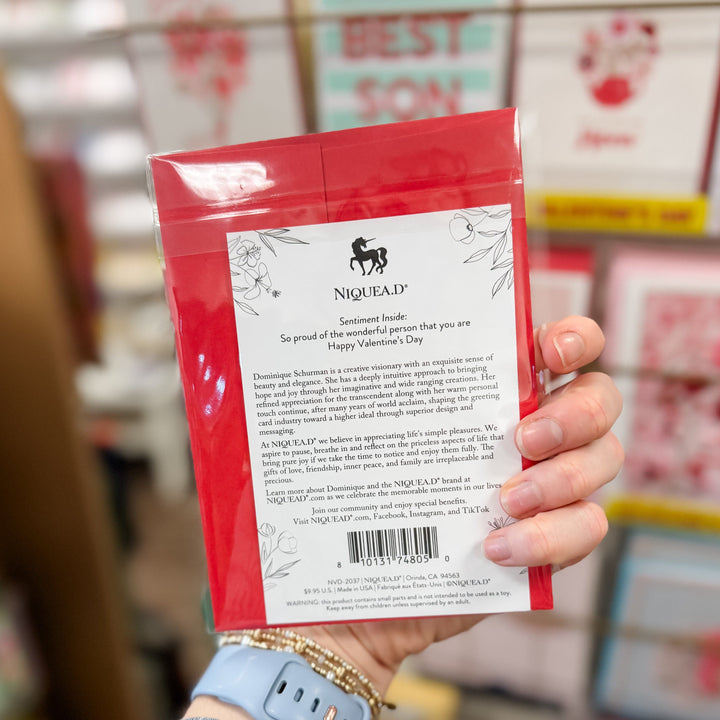 BEST
SON
VALENTINE'S DAY
NIQUEA.D®
Sentiment Inside:
So proud of the wonderful person that you are
Happy Valentine's Day
Dominique Schurman is a creative visionary with an exquisite sense of
beauty and elegance. She has a deeply intuitive approach to bringing
hope and joy through her imaginative and wide ranging creations. Her
refined appreciation for the transcendent along with her warm personal
touch continue, after many years of world acclaim, shaping the greeting
card industry toward a higher ideal through superior design and
messaging.
At NIQUEA.D® we believe in appreciating life's simple pleasures. We
aspire to pause, breathe in and reflect on the priceless aspects of life that
bring pure joy if we take the time to notice and enjoy them fully. The
gifts of love, friendship, inner peace, and family are irreplaceable and
precious.
Learn more about Dominique and the NIQUEA.D® brand at
NIQUEAD®.com as we celebrate the memorable moments in our lives.
Join our community and enjoy special benefits.
Visit NIQUEAD®.com, Facebook, Instagram, and TikTok
8 10131 74805 0
NVD-2037 | NIQUEA.D® | Orinda, CA 94563
$9.95 U.S. | Made in USA | Fabriqué aux États-Unis | ©NIQUEA.D®
WARNING: this product contains small parts and is not intended to be used as a toy.
Keep away from children unless supervised by an adult.